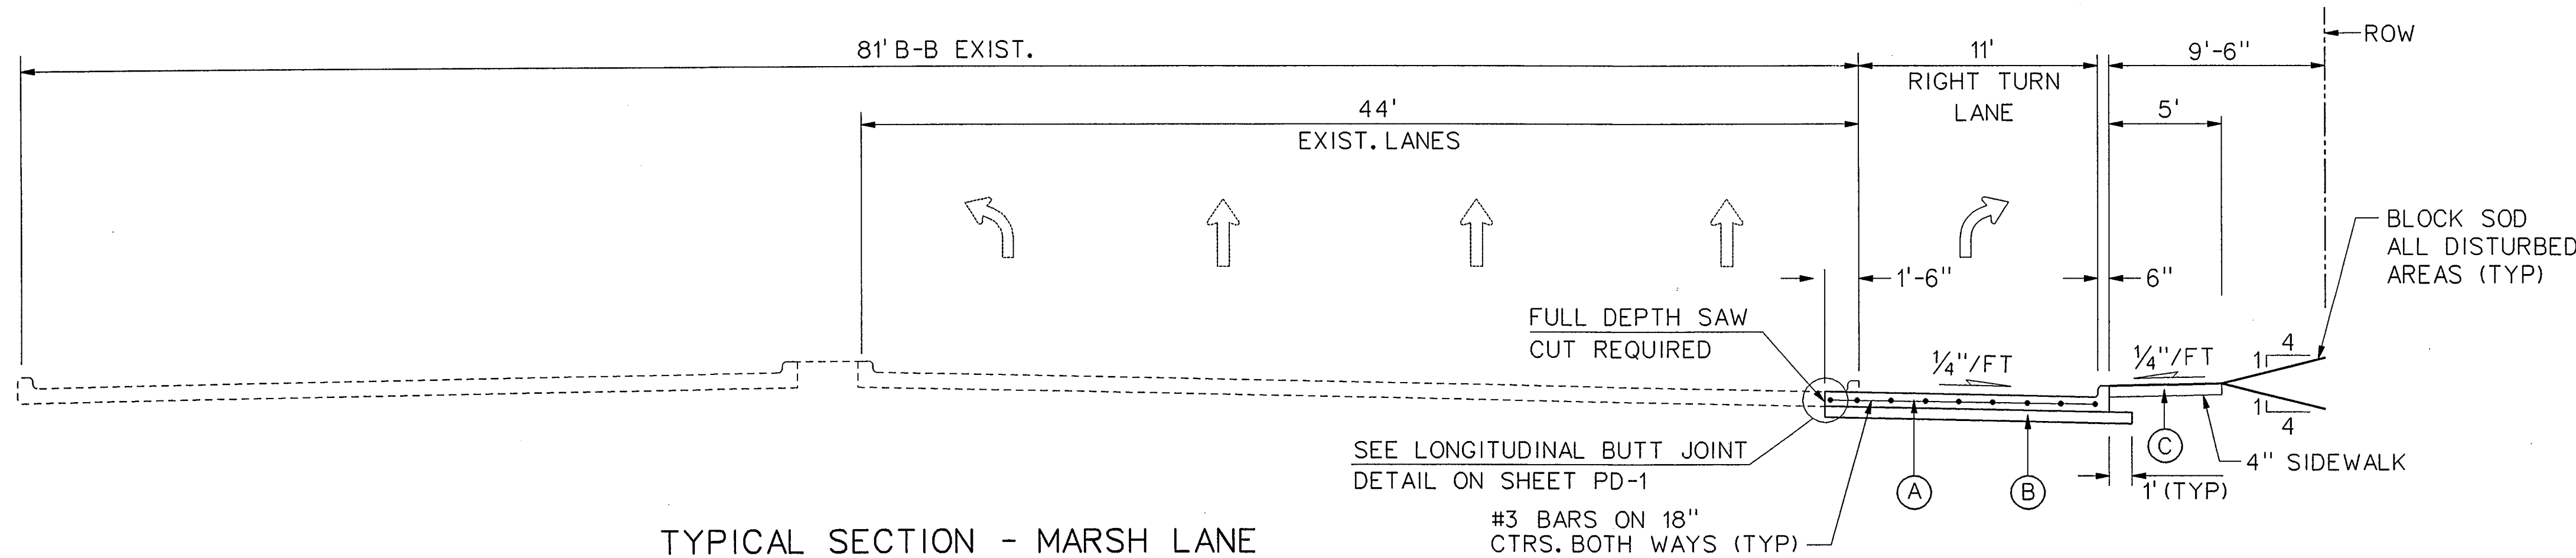 81' B-B EXIST.
11'
RIGHT TURN
LANE
9'-6"
ROW
44'
EXIST. LANES
5'
BLOCK SOD
ALL DISTURBED
AREAS (TYP)
1'-6"
6"
FULL DEPTH SAW
CUT REQUIRED
1/4"/FT
1/4"/FT
4
1
1
4
SEE LONGITUDINAL BUTT JOINT
DETAIL ON SHEET PD-1
A
B
C
4" SIDEWALK
1' (TYP)
#3 BARS ON 18"
CTRS. BOTH WAYS (TYP)
TYPICAL SECTION - MARSH LANE